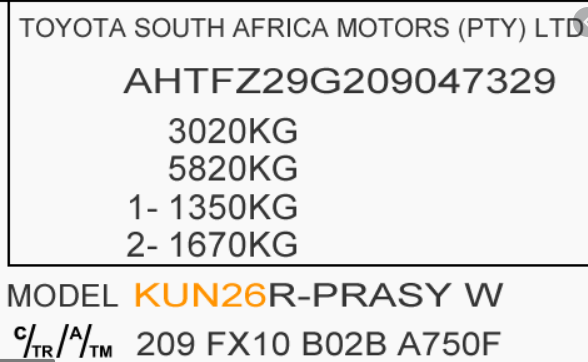 TOYOTA SOUTH AFRICA MOTORS (PTY) LTD
AHTFZ29G209047329
3020KG
5820KG
1- 1350KG
2- 1670KG
MODEL KUN26R-PRASY W
C/TR/A/TM 209 FX10 B02B A750F